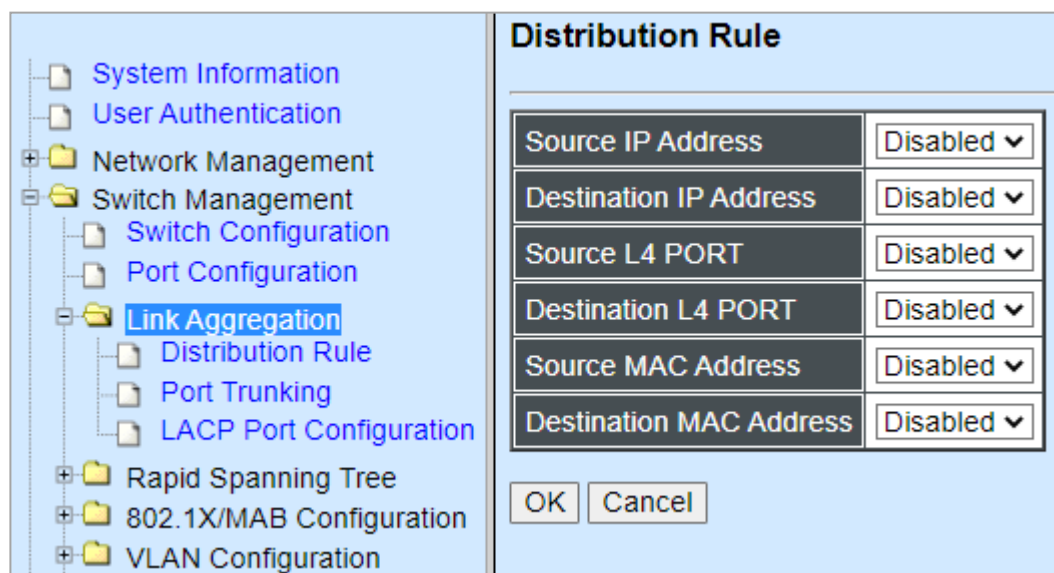 System Information
User Authentication
Network Management
Switch Management
Switch Configuration
Port Configuration
Link Aggregation
Distribution Rule
Port Trunking
LACP Port Configuration
Rapid Spanning Tree
802.1X/MAB Configuration
VLAN Configuration
Distribution Rule
Source IP Address Disabled
Destination IP Address Disabled
Source L4 PORT Disabled
Destination L4 PORT Disabled
Source MAC Address Disabled
Destination MAC Address Disabled
OK Cancel